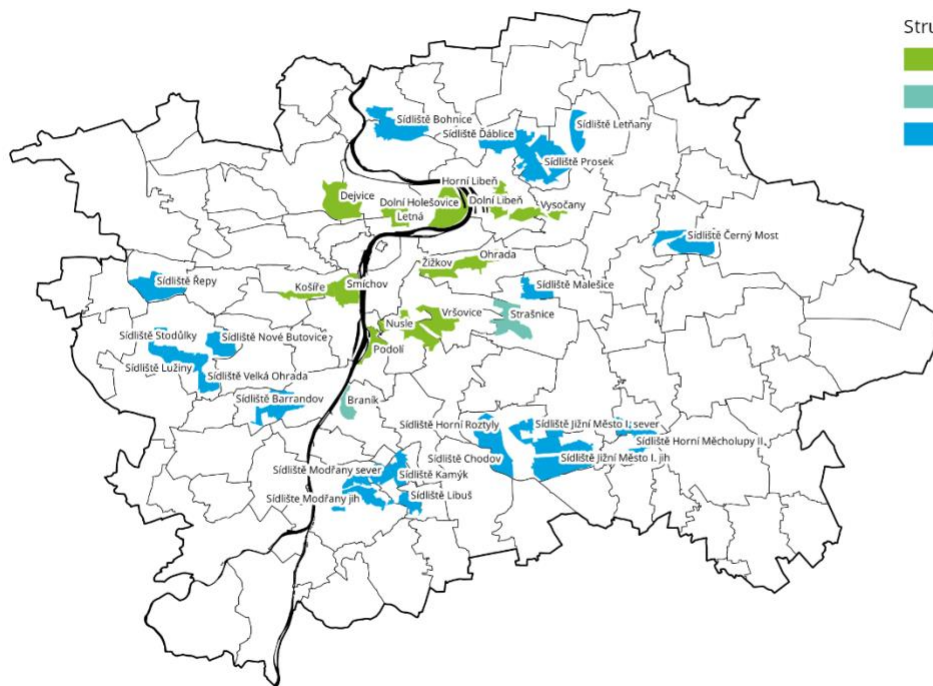 Stru
Sídliště Bohnice
Sídliště Letňany
Sídliště Ďáblice
Sídliště Prosek
Horní Libeň
Dejvice
Dolní Holešovice
Dolní Libeň
Vysočany
Letná
Sídliště Černý Most
Ohrada
Žižkov
Sídliště Řepy
Košíře
Smíchov
Sídliště Malešice
Strašnice
Vršovice
Nusle
Sídliště Stodůlky
Sídliště Nové Butovice
Podolí
Sídliště Lužiny
Sídliště Velká Ohrada
Sídliště Barrandov
Braník
Sídliště Horní Roztyly
Sídliště Jižní Město I. sever
Sídliště Horní Měcholupy II.
Sídliště Chodov
Sídliště Jižní Město I. jih
Sídliště Modřany sever
Sídliště Kamýk
Sídlište Modřany jih
Sídliště Libuš